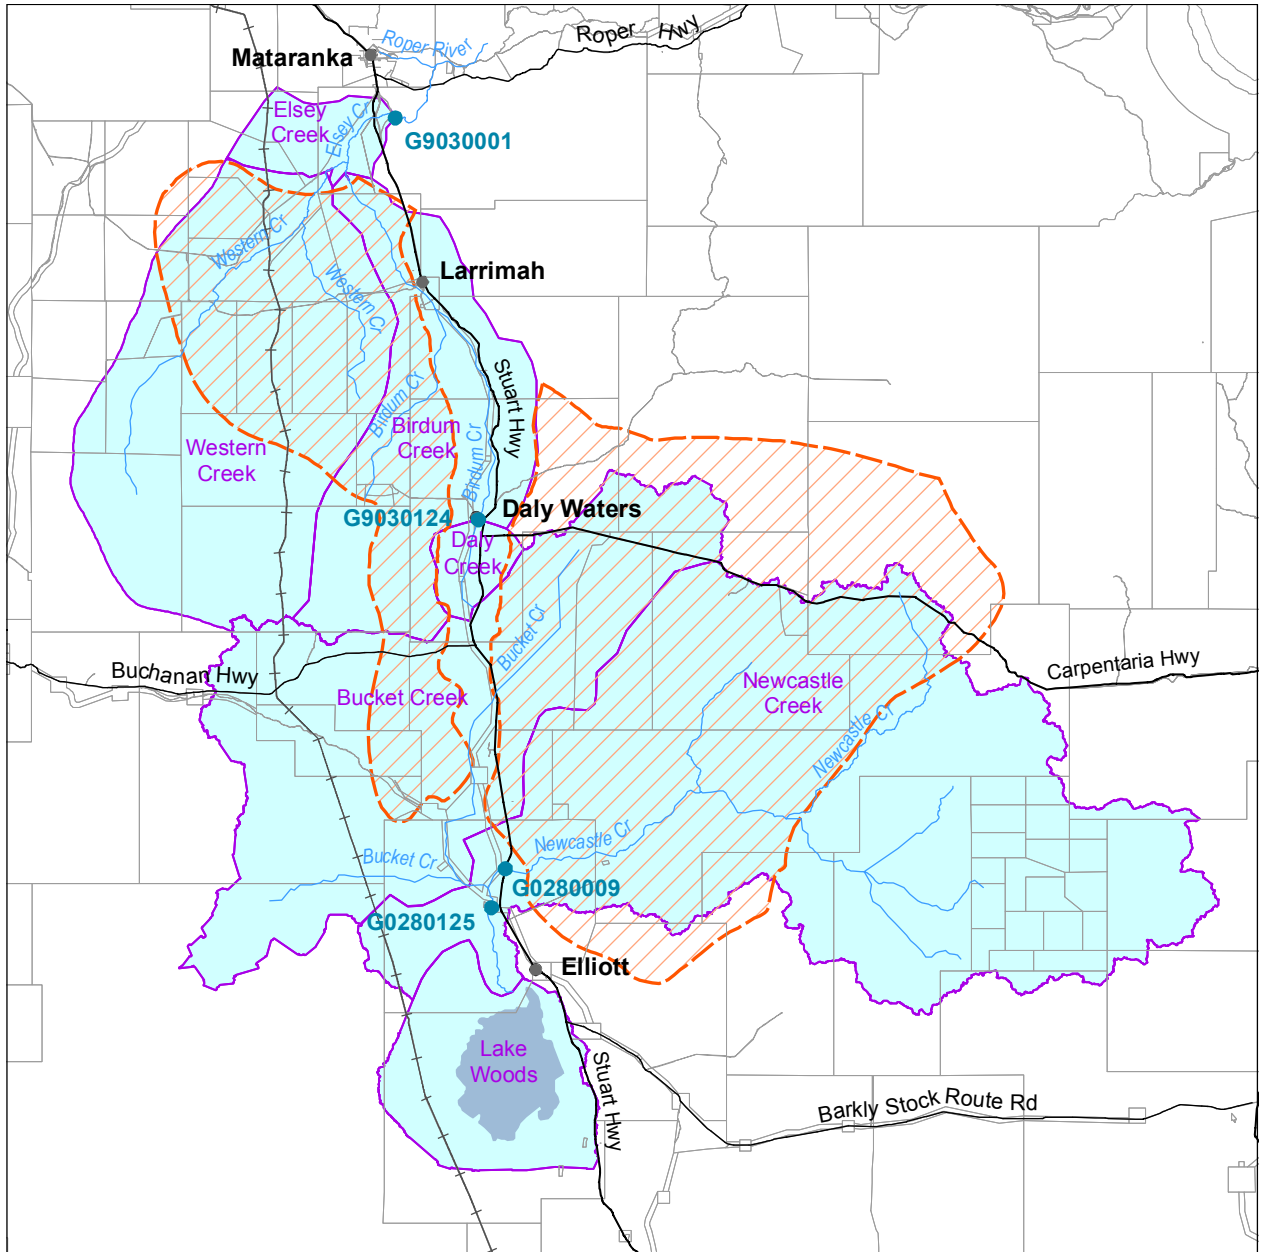 Roper Hwy
Roper River
Mataranka
Elsey
Creek
Elsey Cr
G9030001
Western Cr
Larrimah
Western Cr
Stuart Hwy
Birdum Cr
Birdum
Creek
Western
Creek
Birdum Cr
G9030124
Daly Waters
Daly
Creek
Bucket Cr
Buchanan Hwy
Carpentaria Hwy
Bucket Creek
Newcastle
Creek
Newcastle Cr
Newcastle Cr
Bucket Cr
G0280009
G0280125
Elliott
Lake
Woods
Stuart Hwy
Barkly Stock Route Rd